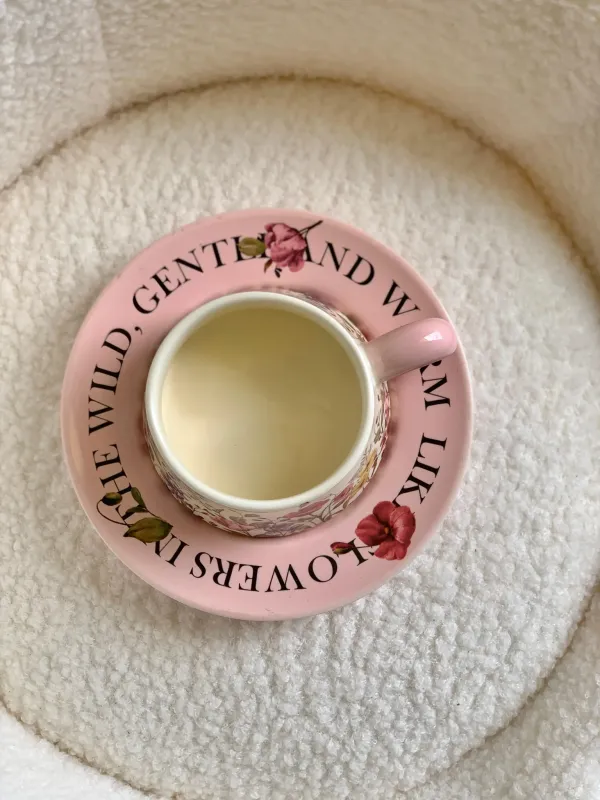 GENTLE AND WARM LIKE FLOWERS IN THE WILD,